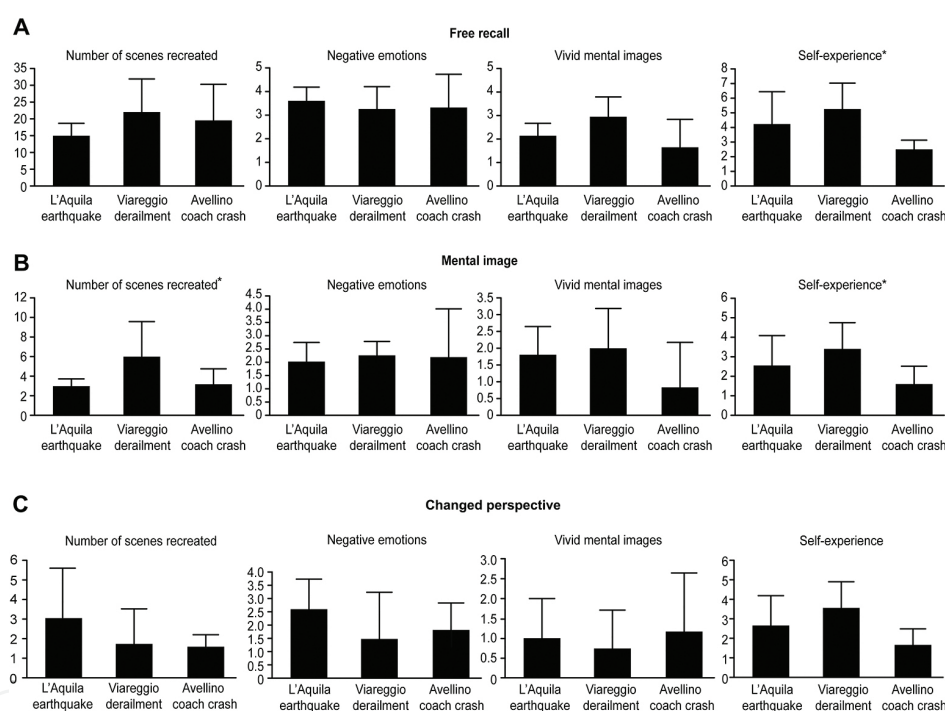 A
Free recall
Number of scenes recreated
Negative emotions
Vivid mental images
Self-experience*
35
30
25
20
15
10
5
0
5
4
3
2
1
0
5
4
3
2
1
0
8
7
6
5
4
3
2
1
0
L'Aquila earthquake
Viareggio derailment
Avellino coach crash
L'Aquila earthquake
Viareggio derailment
Avellino coach crash
L'Aquila earthquake
Viareggio derailment
Avellino coach crash
L'Aquila earthquake
Viareggio derailment
Avellino coach crash
B
Mental image
Number of scenes recreated*
Negative emotions
Vivid mental images
Self-experience*
12
10
8
6
4
2
0
4.5
4.0
3.5
3.0
2.5
2.0
1.5
1.0
0.5
0
3.5
3.0
2.5
2.0
1.5
1.0
0.5
0
6
5
4
3
2
1
0
L'Aquila earthquake
Viareggio derailment
Avellino coach crash
L'Aquila earthquake
Viareggio derailment
Avellino coach crash
L'Aquila earthquake
Viareggio derailment
Avellino coach crash
L'Aquila earthquake
Viareggio derailment
Avellino coach crash
C
Changed perspective
Number of scenes recreated
Negative emotions
Vivid mental images
Self-experience
6
5
4
3
2
1
0
4.0
3.5
3.0
2.5
2.0
1.5
1.0
0.5
0
3.0
2.5
2.0
1.5
1.0
0.5
0
6
5
4
3
2
1
0
L'Aquila earthquake
Viareggio derailment
Avellino coach crash
L'Aquila earthquake
Viareggio derailment
Avellino coach crash
L'Aquila earthquake
Viareggio derailment
Avellino coach crash
L'Aquila earthquake
Viareggio derailment
Avellino coach crash